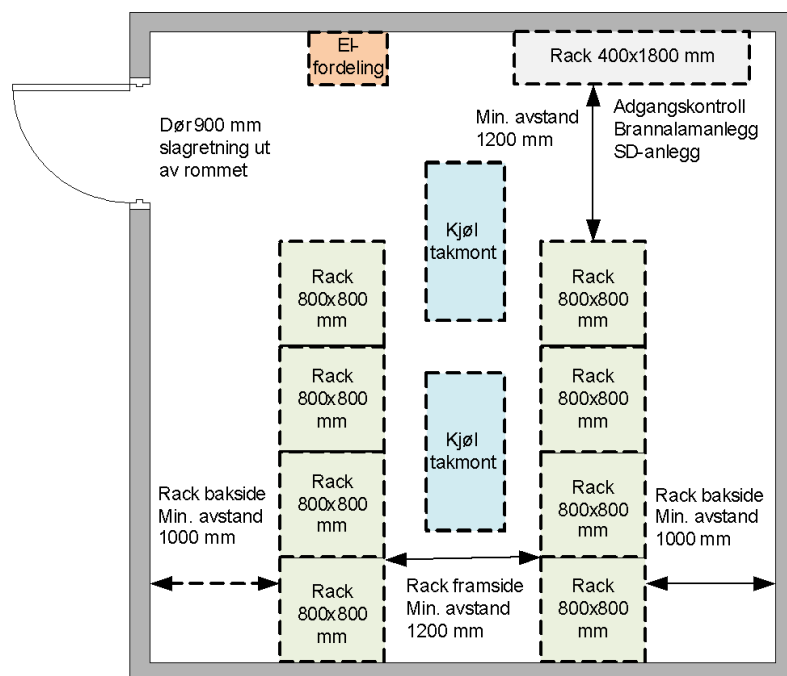 El-
fordeling
Rack 400x1800 mm
Dør 900 mm
slagretning ut
av rommet
Min. avstand
1200 mm
Adgangskontroll
Brannalamanlegg
SD-anlegg
Kjøl
takmont
Rack
800x800
mm
Rack
800x800
mm
Rack
800x800
mm
Rack
800x800
mm
Kjøl
takmont
Rack bakside
Min. avstand
1000 mm
Rack
800x800
mm
Rack
800x800
mm
Rack bakside
Min. avstand
1000 mm
Rack
800x800
mm
Rack framside
Min. avstand
1200 mm
Rack
800x800
mm